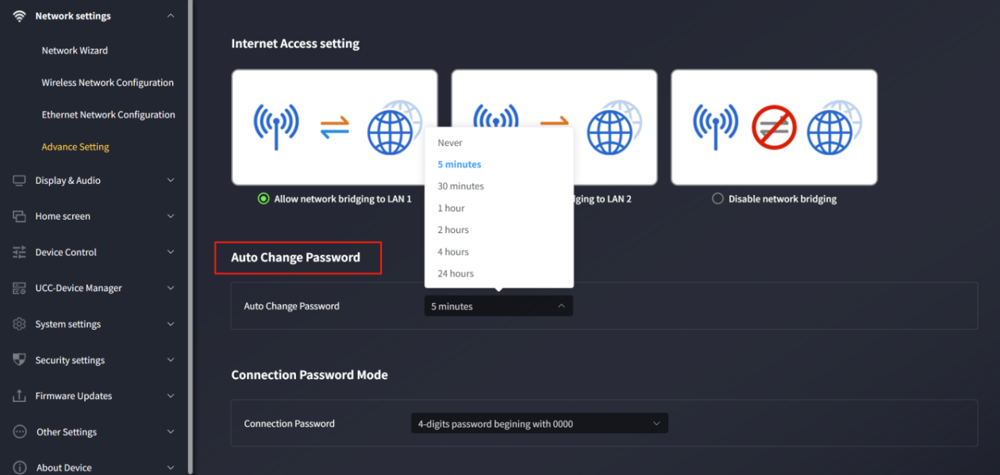 Network settings
Network Wizard
Wireless Network Configuration
Ethernet Network Configuration
Advance Setting
Display & Audio
Home screen
Device Control
UCC-Device Manager
System settings
Security settings
Firmware Updates
Other Settings
About Device
Internet Access setting
Allow network bridging to LAN 1
ging to LAN 2
Disable network bridging
Never
5 minutes
30 minutes
1 hour
2 hours
4 hours
24 hours
Auto Change Password
Auto Change Password
5 minutes
Connection Password Mode
Connection Password
4-digits password begining with 0000